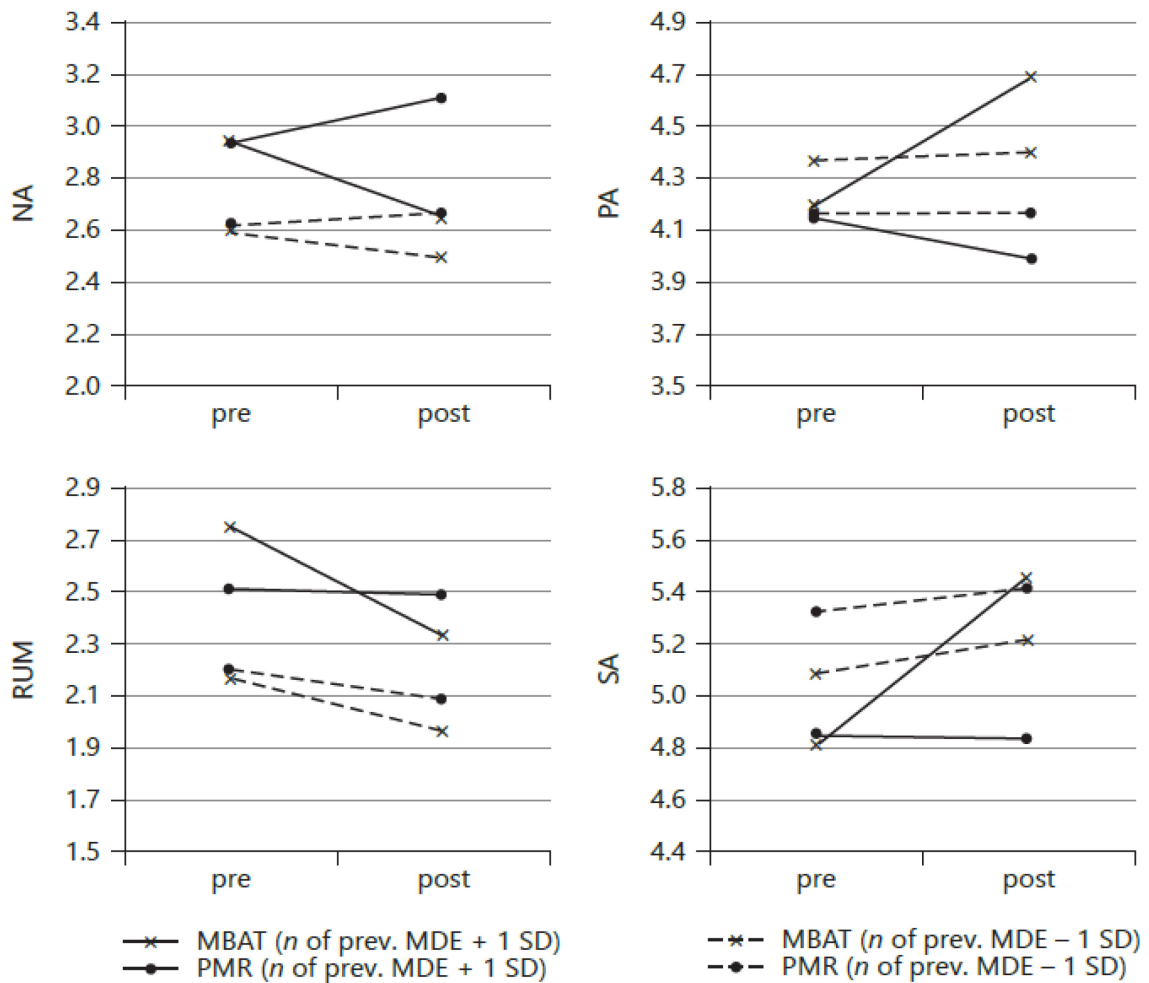 3.4
3.2
3.0
2.8
2.6
2.4
2.2
2.0
NA
pre post
4.9
4.7
4.5
4.3
4.1
3.9
3.7
3.5
PA
pre post
2.9
2.7
2.5
2.3
2.1
1.9
1.7
1.5
RUM
pre post
5.8
5.6
5.4
5.2
5.0
4.8
4.6
4.4
SA
pre post
MBAT (n of prev. MDE + 1 SD)
PMR (n of prev. MDE + 1 SD)
MBAT (n of prev. MDE – 1 SD)
PMR (n of prev. MDE – 1 SD)